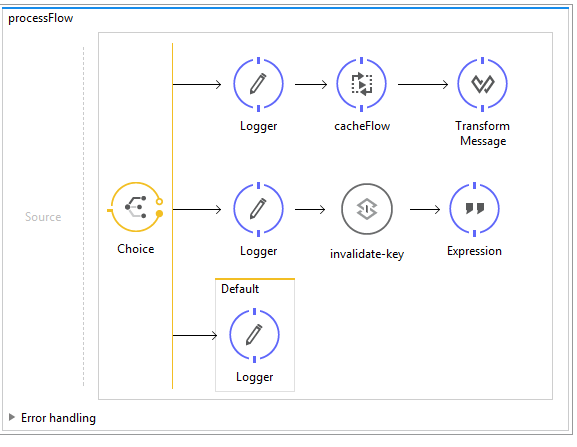 processFlow
Logger
cacheFlow
Transform
Message
Source
Choice
Logger
invalidate-key
Expression
Default
Logger
Error handling